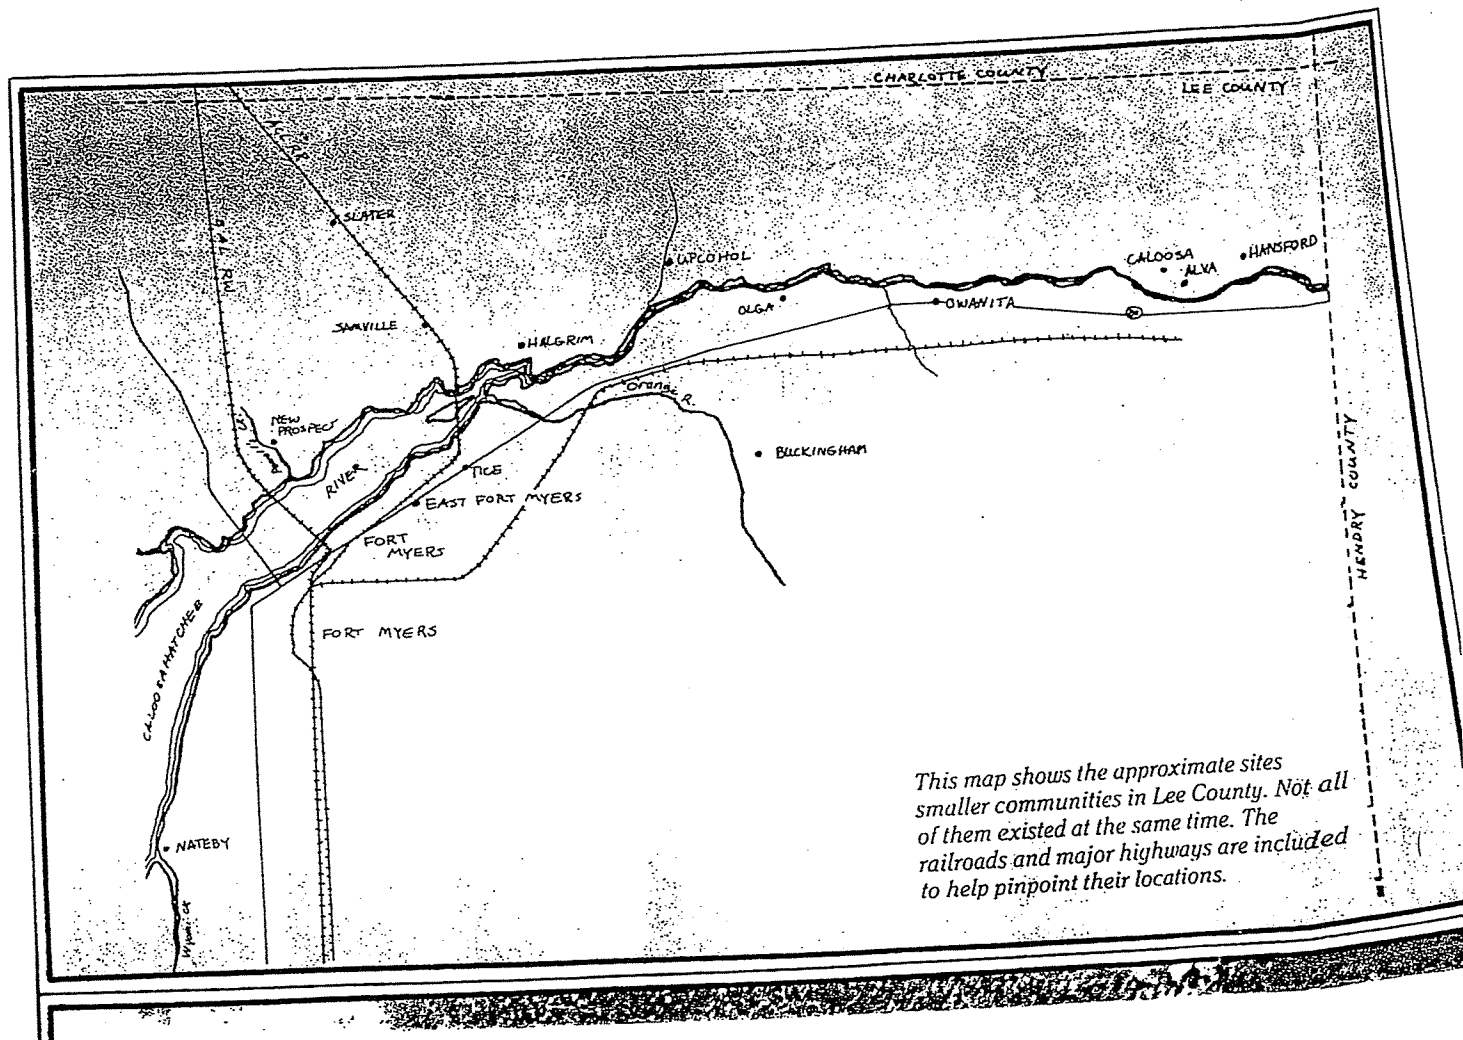 CHARLOTTE COUNTY
LEE COUNTY
SLATER
UPCOHOL
CALOOSA
HANSFORD
ALVA
OLGA
OWANITA
SAMVILLE
HALGRIM
Orange R.
NEW
PROSPECT
RIVER
BUCKINGHAM
TICE
EAST FORT MYERS
FORT
MYERS
HENDRY COUNTY
FORT MYERS
CALOOSAHATCHEE
NATEBY
This map shows the approximate sites
smaller communities in Lee County. Not all
of them existed at the same time. The
railroads and major highways are included
to help pinpoint their locations.